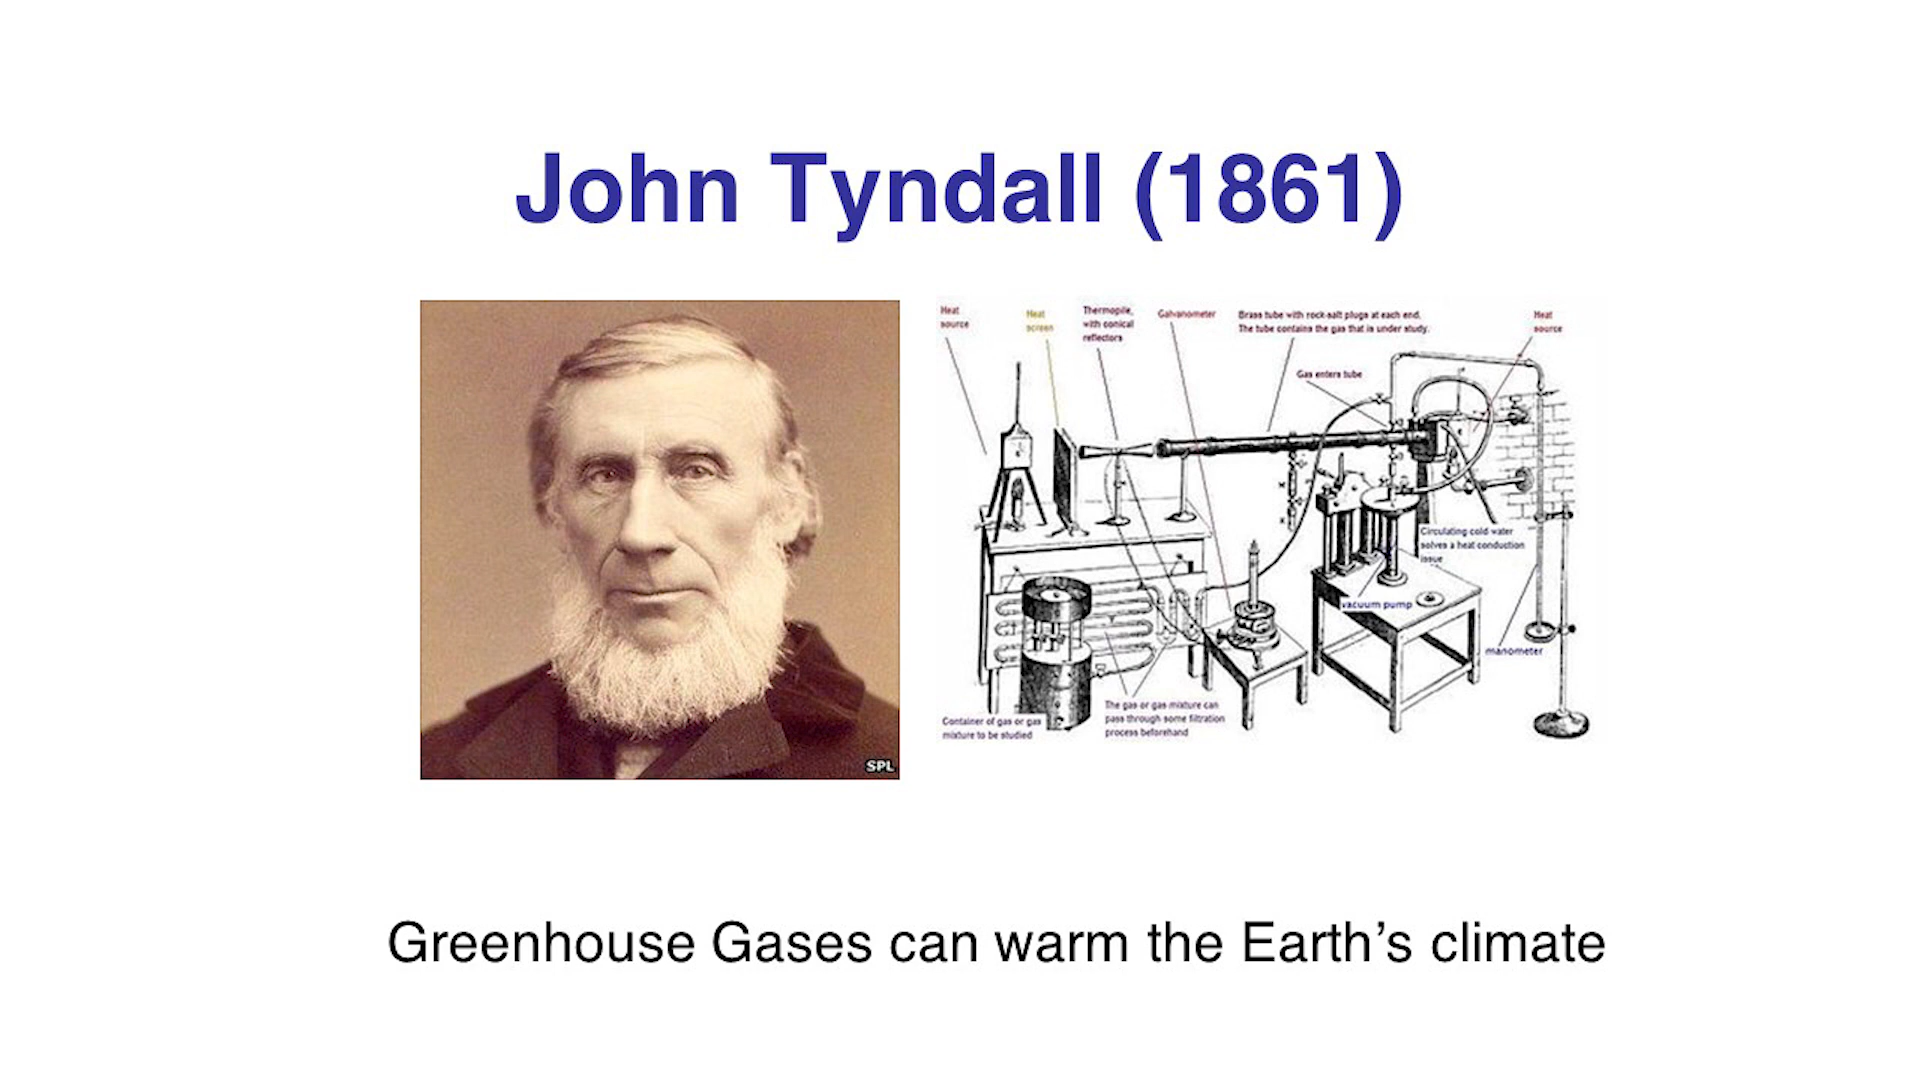 John Tyndall (1861)
Heat
source
Heat
screen
Thermopile,
with conical
reflectors
Galvanometer
Brass tube with rock-salt plugs at each end.
The tube contains the gas that is under study.
Heat
source
Gas enters tube
Circulating cold water
solves a heat conduction
issue
vacuum pump
manometer
Container of gas or gas
mixture to be studied
The gas or gas mixture can
pass through some filtration
process beforehand
SPL
Greenhouse Gases can warm the Earth’s climate